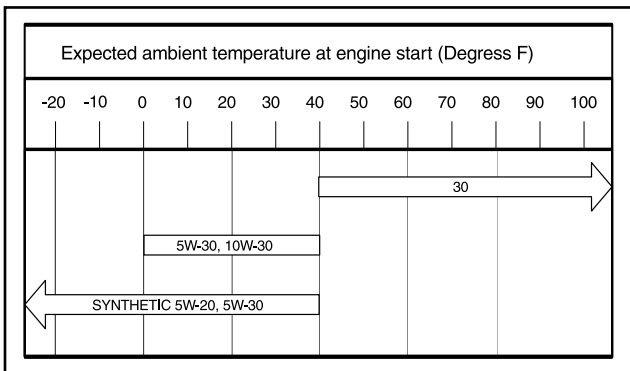 Expected ambient temperature at engine start (Degress F)
-20 -10 0 10 20 30 40 50 60 70 80 90 100
30
5W-30, 10W-30
SYNTHETIC 5W-20, 5W-30